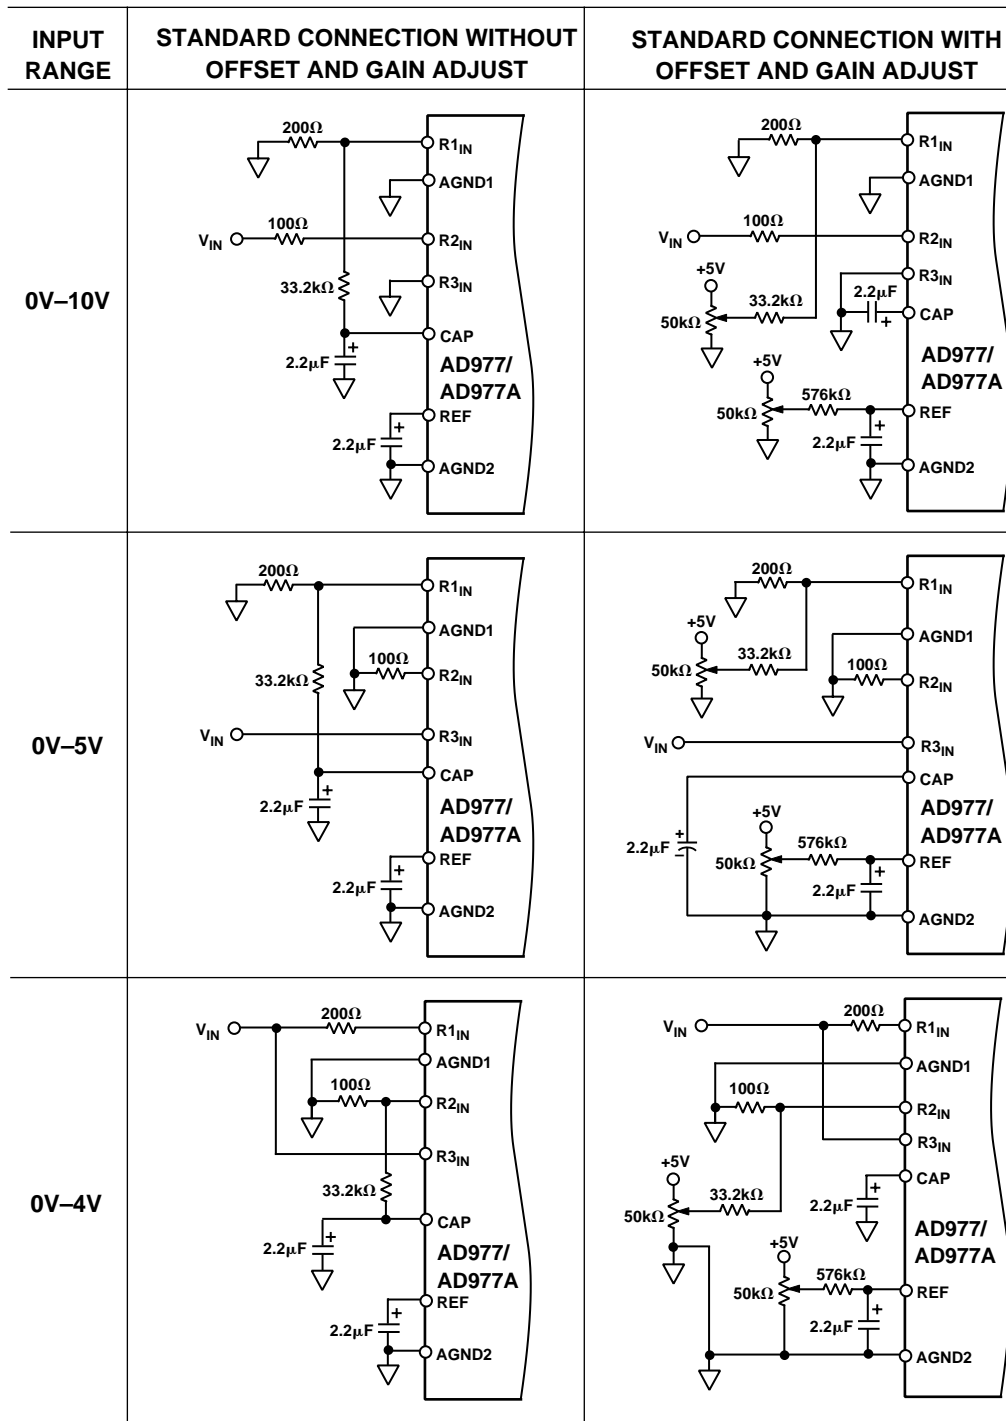 INPUT
RANGE
STANDARD CONNECTION WITHOUT
OFFSET AND GAIN ADJUST
STANDARD CONNECTION WITH
OFFSET AND GAIN ADJUST
0V–10V
200Ω
R1IN
AGND1
100Ω
VIN
R2IN
R3IN
33.2kΩ
CAP
+
2.2μF
AD977/
AD977A
REF
+
2.2μF
AGND2
200Ω
R1IN
AGND1
100Ω
VIN
R2IN
+5V
R3IN
2.2μF
33.2kΩ
50kΩ
+
CAP
AD977/
AD977A
+5V
576kΩ
50kΩ
REF
+
2.2μF
AGND2
0V–5V
200Ω
R1IN
AGND1
100Ω
33.2kΩ
R2IN
VIN
R3IN
CAP
+
2.2μF
AD977/
AD977A
REF
+
2.2μF
AGND2
200Ω
R1IN
+5V
AGND1
33.2kΩ
100Ω
50kΩ
R2IN
VIN
R3IN
CAP
AD977/
AD977A
+5V
+
2.2μF
–
576kΩ
50kΩ
REF
+
2.2μF
AGND2
0V–4V
200Ω
VIN
R1IN
AGND1
100Ω
R2IN
R3IN
33.2kΩ
CAP
+
2.2μF
AD977/
AD977A
REF
+
2.2μF
AGND2
200Ω
VIN
R1IN
AGND1
100Ω
R2IN
R3IN
+5V
CAP
33.2kΩ
+
2.2μF
50kΩ
AD977/
AD977A
+5V
576kΩ
50kΩ
REF
+
2.2μF
AGND2